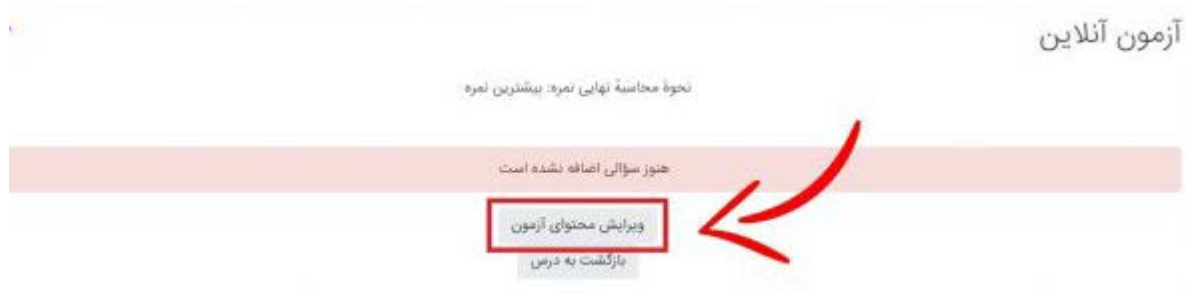 آزمون آنلاین
نحوهٔ محاسبهٔ نهایی نمره: بیشترین نمره
هنوز سؤالی اضافه نشده است
ویرایش محتوای آزمون
بازگشت به درس